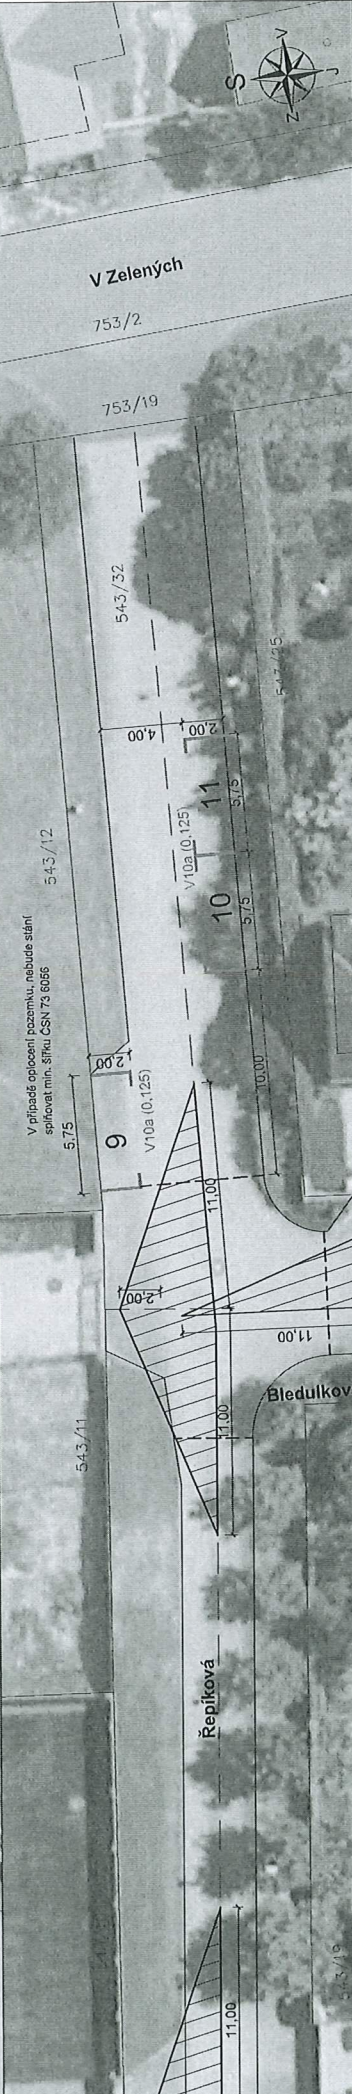 S
V
J
Z
V Zelených
753/2
753/19
543/32
543/12
V případě oplocení pozemku, nebude stání
splňovat min. šířku ČSN 73 6056
4,00
2,00
11
5,75
V10a (0,125)
10
5,75
2,00
5,75
9
V10a (0,125)
10,00
11,00
2,00
11,00
543/11
11,00
Bledulkov
Řepíková
11,00